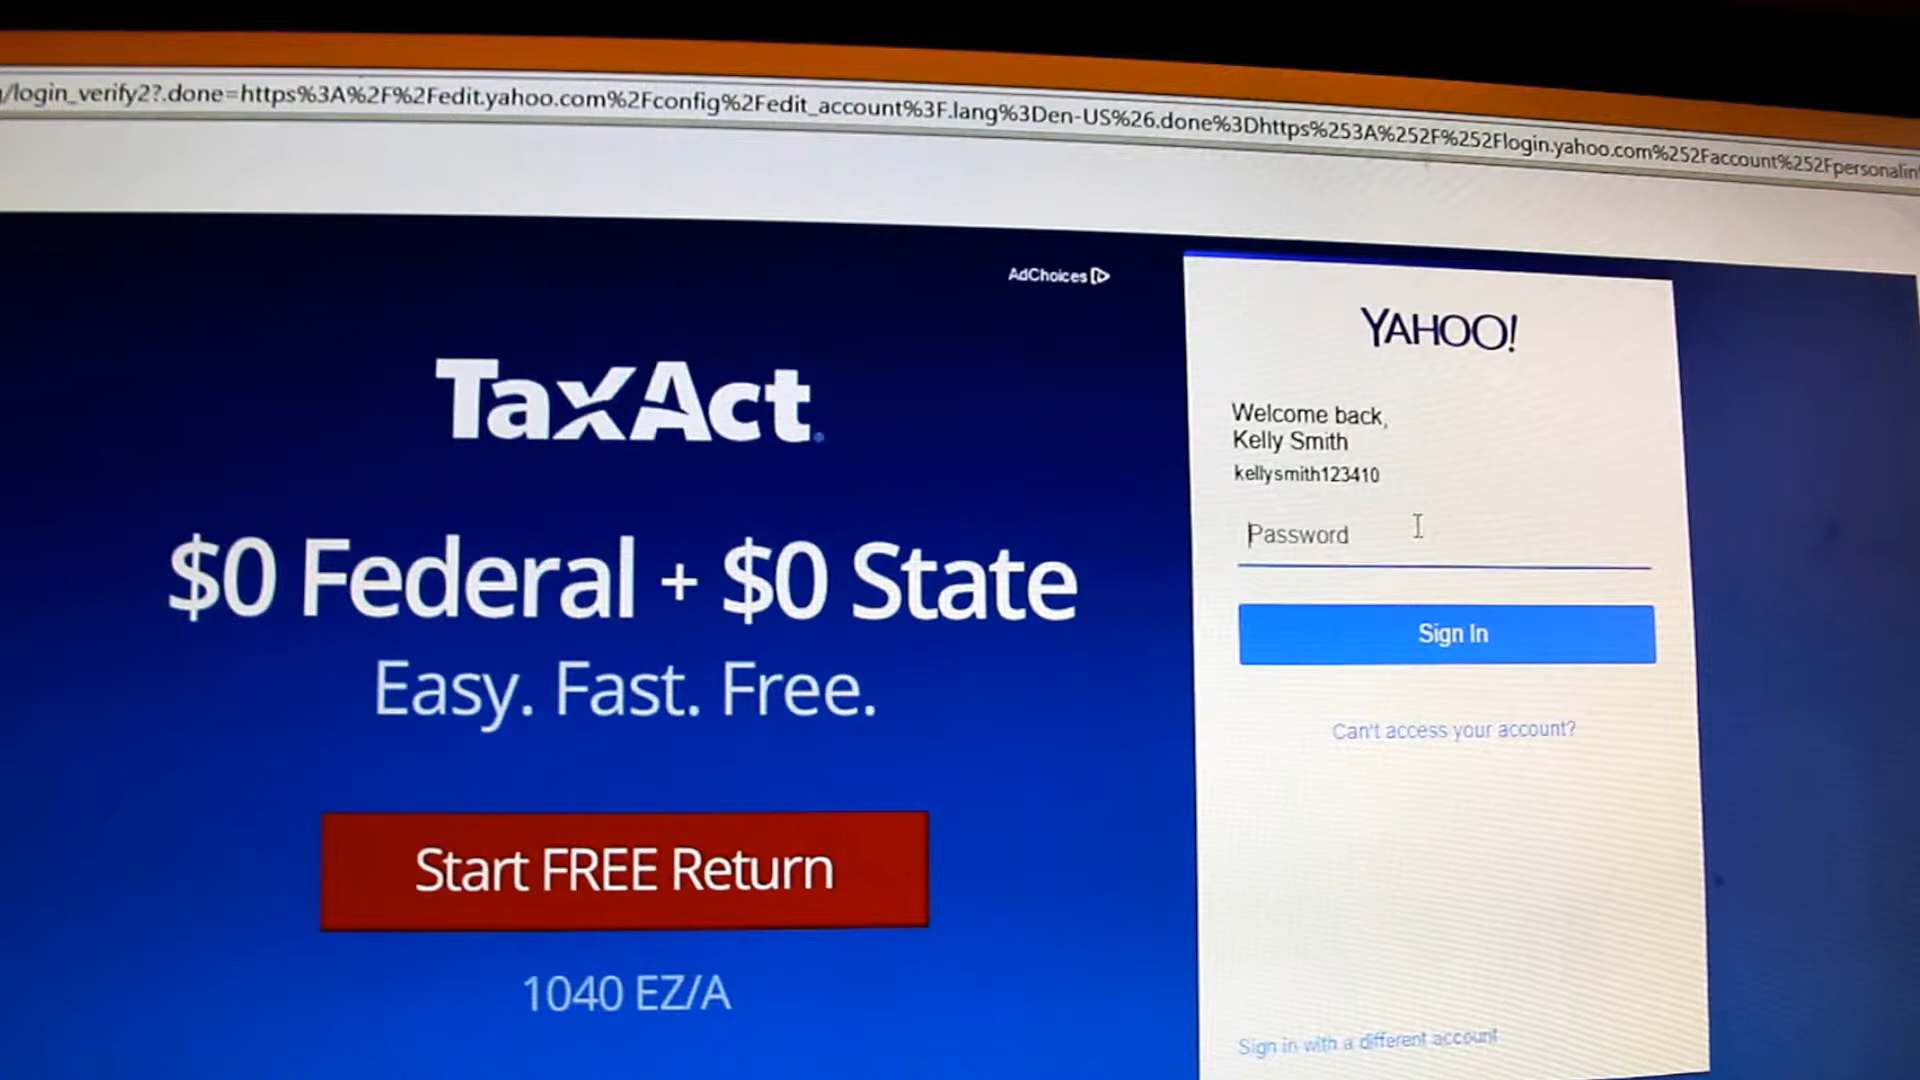 /login_verify2?.done=https%3A%2F%2Fedit.yahoo.com%2Fconfig%2Fedit_account%3F.lang%3Den-US%26.done%3Dhttps%253A%252F%252Flogin.yahoo.com%252Faccount%252Fpersonalin
AdChoices
TaxAct
$0 Federal + $0 State
Easy. Fast. Free.
Start FREE Return
1040 EZ/A
YAHOO!
Welcome back,
Kelly Smith
kellysmith123410
Password
Sign In
Can't access your account?
Sign in with a different account